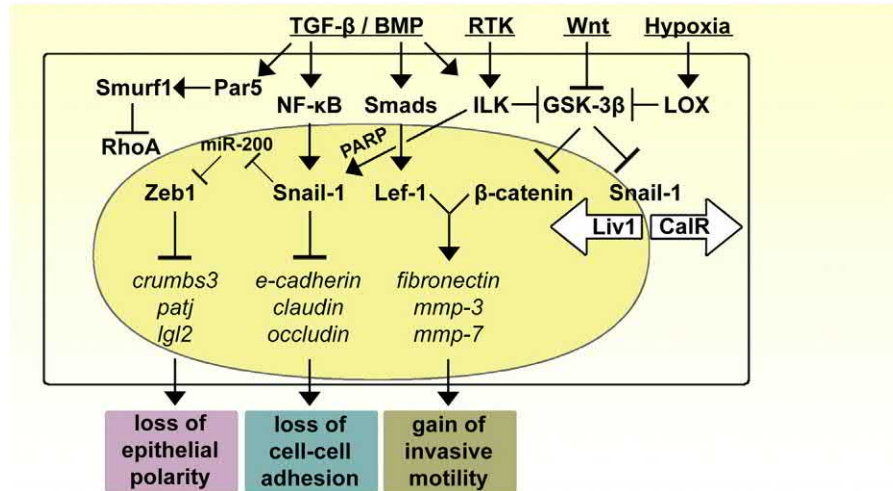 TGF-β / BMP RTK Wnt Hypoxia
Smurf1 Par5 NF-κB Smads ILK GSK-3β LOX
RhoA miR-200 PARP
Zeb1 Snail-1 Lef-1 β-catenin Snail-1
Liv1 CalR
crumbs3 e-cadherin fibronectin
patj claudin mmp-3
lgl2 occludin mmp-7
loss of
epithelial
polarity
loss of
cell-cell
adhesion
gain of
invasive
motility